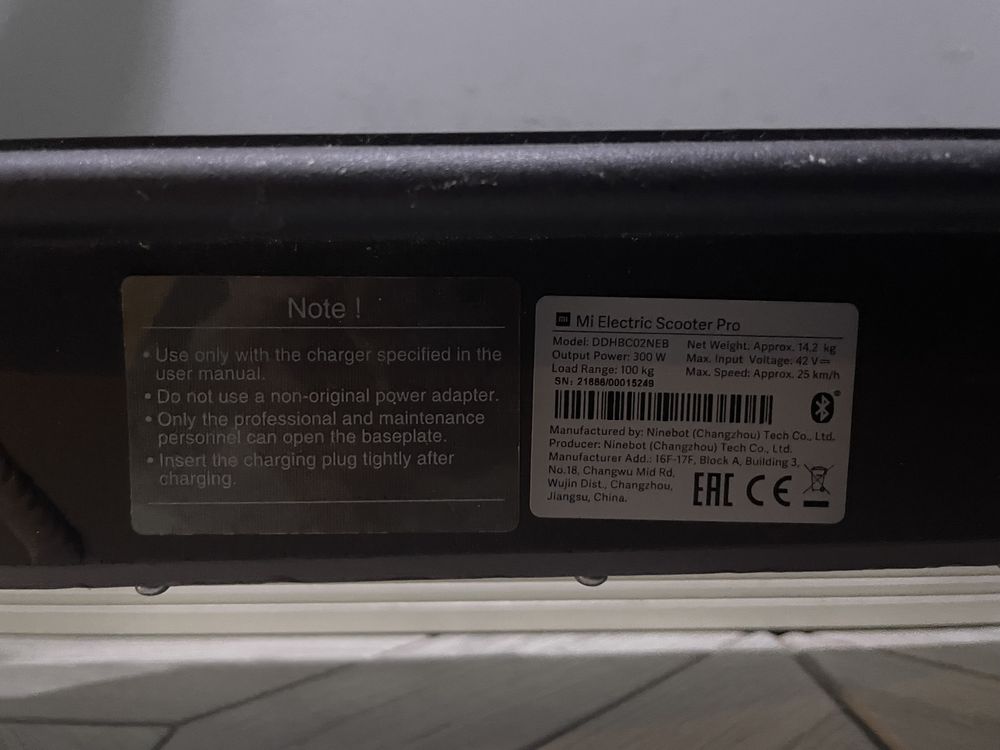 Note !
• Use only with the charger specified in the
user manual.
• Do not use a non-original power adapter.
• Only the professional and maintenance
personnel can open the baseplate.
• Insert the charging plug tightly after
charging.
mi Mi Electric Scooter Pro
Model: DDHBC02NEB Net Weight. Approx. 14.2 kg
Output Power: 300 W Max. Input Voltage: 42 V⎓
Load Range: 100 kg Max. Speed: Approx. 25 km/h
SN: 21886/00015249
Manufactured by: Ninebot (Changzhou) Tech Co., Ltd.
Producer: Ninebot (Changzhou) Tech Co., Ltd.
Manufacturer Add.: 16F-17F, Block A, Building 3,
No.18, Changwu Mid Rd,
Wujin Dist., Changzhou,
Jiangsu, China.
EAC CE